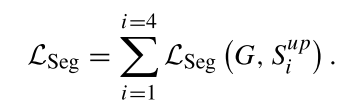 $$\mathcal{L}_{\text{Seg}} = \sum_{i=1}^{i=4} \mathcal{L}_{\text{Seg}} \left( G, S_i^{up} \right).$$